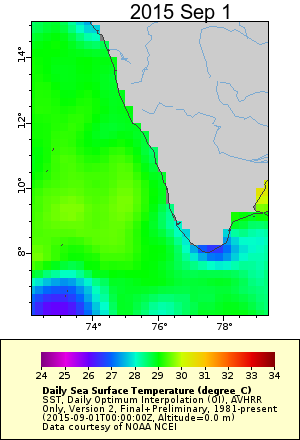 2015 Sep 1
14°
12°
10°
8°
74° 76° 78°
24 25 26 27 28 29 30 31 32 33 34
Daily Sea Surface Temperature (degree_C)
SST, Daily Optimum Interpolation (OI), AVHRR
Only, Version 2, Final+Preliminary, 1981-present
(2015-09-01T00:00:00Z, Altitude=0.0 m)
Data courtesy of NOAA NCEI